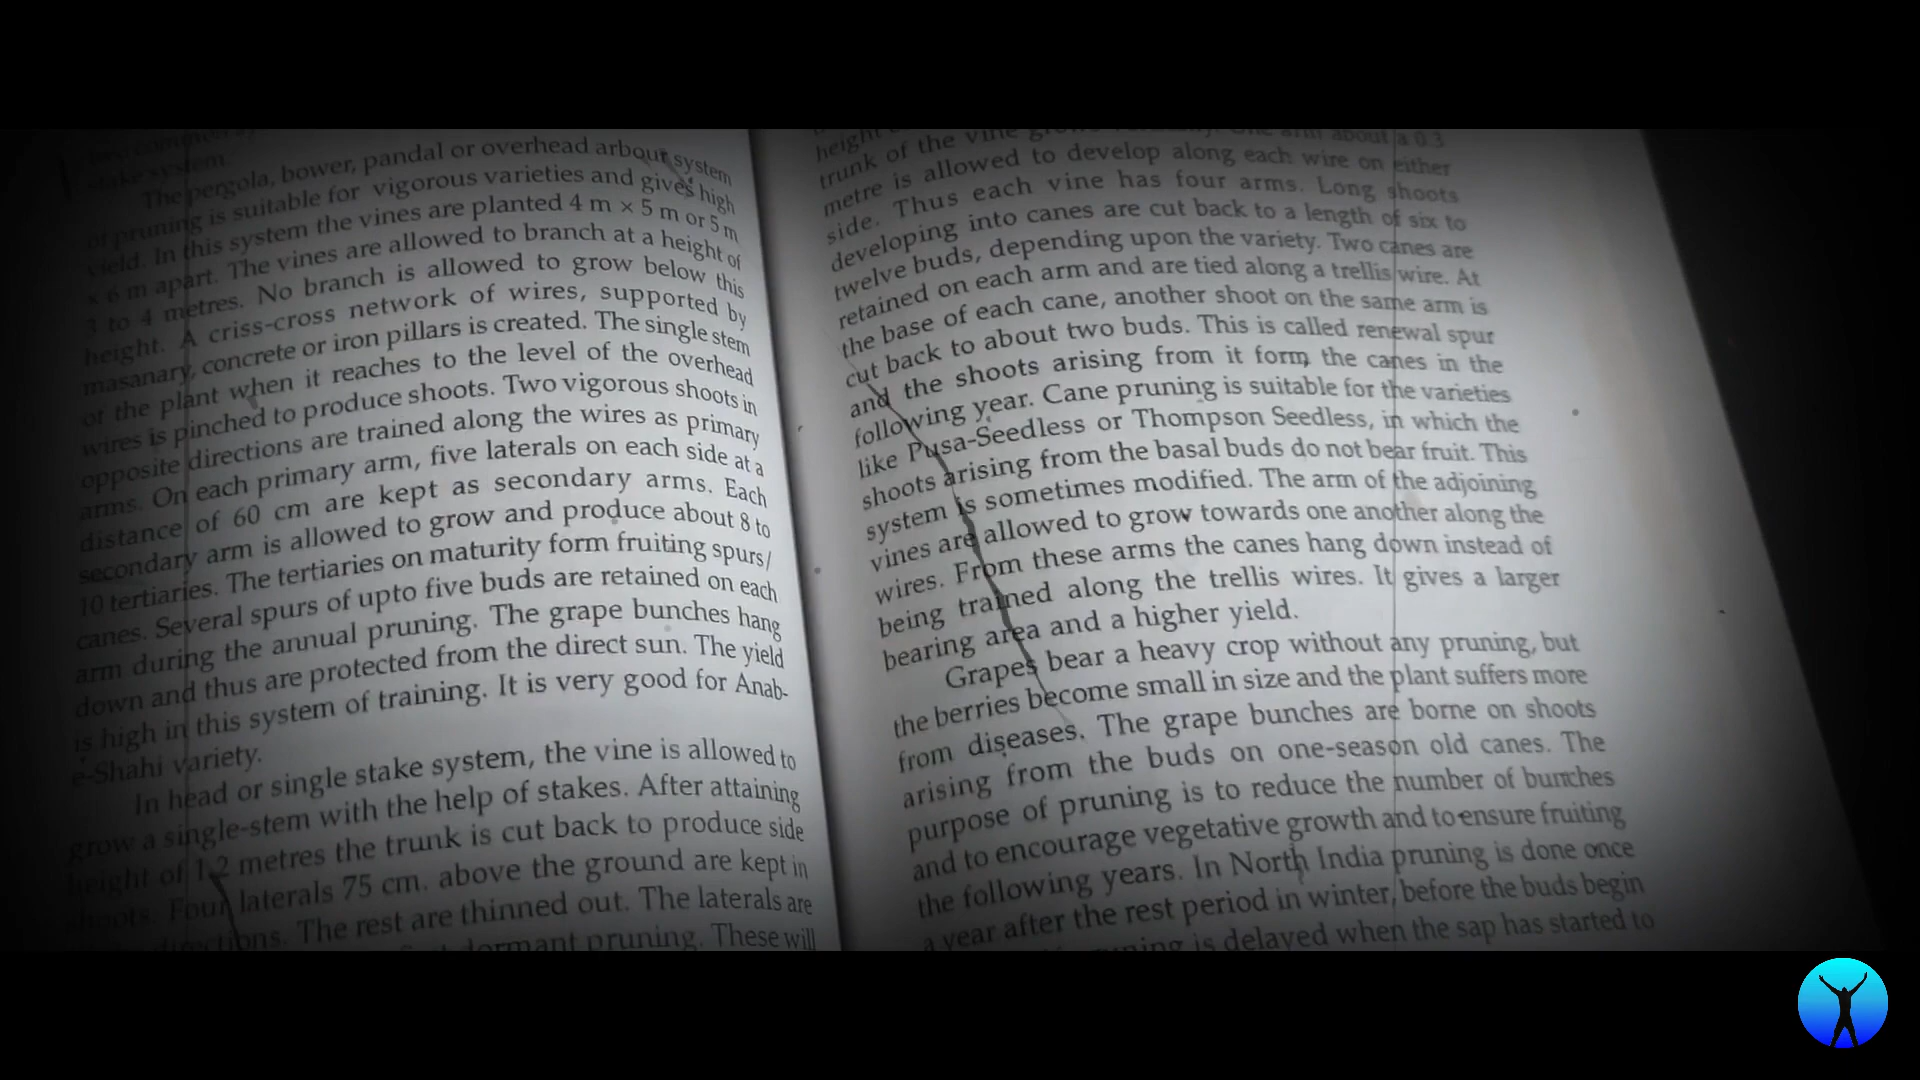 stake system.
The pergola, bower, pandal or overhead arbour system
of pruning is suitable for vigorous varieties and gives high
yield. In this system the vines are planted 4 m × 5 m or 5 m
x 6 m apart. The vines are allowed to branch at a height of
3 to 4 metres. No branch is allowed to grow below this
height. A criss-cross network of wires, supported by
masanary, concrete or iron pillars is created. The single stem
of the plant when it reaches to the level of the overhead
wires is pinched to produce shoots. Two vigorous shoots in
opposite directions are trained along the wires as primary
arms. On each primary arm, five laterals on each side at a
distance of 60 cm are kept as secondary arms. Each
secondary arm is allowed to grow and produce about 8 to
10 tertiaries. The tertiaries on maturity form fruiting spurs/
canes. Several spurs of upto five buds are retained on each
arm during the annual pruning. The grape bunches hang
down and thus are protected from the direct sun. The yield
is high in this system of training. It is very good for Anab-
e-Shahi variety.
In head or single stake system, the vine is allowed to
grow a single-stem with the help of stakes. After attaining
height of 1.2 metres the trunk is cut back to produce side
shoots. Four laterals 75 cm. above the ground are kept in
directions. The rest are thinned out. The laterals are
dormant pruning. These will
height
trunk of the vine One arm about a 0.3
metre is allowed to develop along each wire on either
side. Thus each vine has four arms. Long shoots
developing into canes are cut back to a length of six to
twelve buds, depending upon the variety. Two canes are
retained on each arm and are tied along a trellis wire. At
the base of each cane, another shoot on the same arm is
cut back to about two buds. This is called renewal spur
and the shoots arising from it form the canes in the
following year. Cane pruning is suitable for the varieties
like Pusa-Seedless or Thompson Seedless, in which the
shoots arising from the basal buds do not bear fruit. This
system is sometimes modified. The arm of the adjoining
vines are allowed to grow towards one another along the
wires. From these arms the canes hang down instead of
being trained along the trellis wires. It gives a larger
bearing area and a higher yield.
Grapes bear a heavy crop without any pruning, but
the berries become small in size and the plant suffers more
from diseases. The grape bunches are borne on shoots
arising from the buds on one-season old canes. The
purpose of pruning is to reduce the number of bunches
and to encourage vegetative growth and to ensure fruiting
the following years. In North India pruning is done once
a year after the rest period in winter, before the buds begin
is delayed when the sap has started to